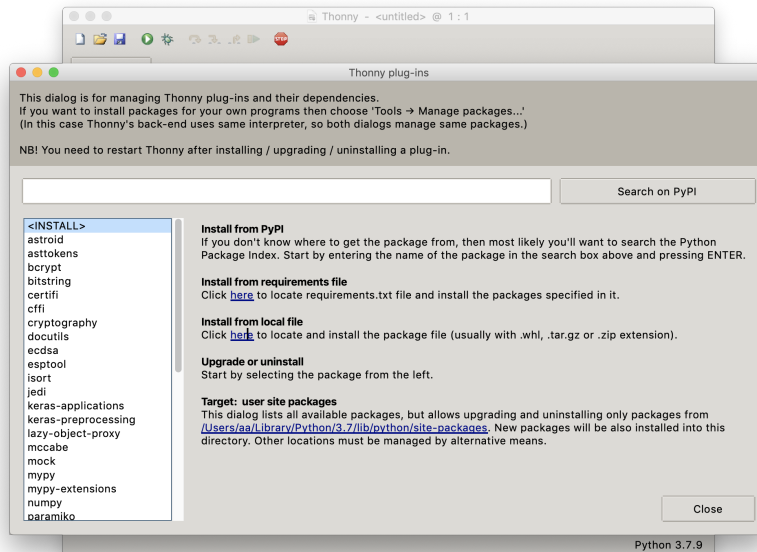 Thonny - <untitled> @ 1 : 1
STOP
Thonny plug-ins
This dialog is for managing Thonny plug-ins and their dependencies.
If you want to install packages for your own programs then choose 'Tools → Manage packages...'
(In this case Thonny's back-end uses same interpreter, so both dialogs manage same packages.)
NB! You need to restart Thonny after installing / upgrading / uninstalling a plug-in.
Search on PyPI
<INSTALL>
astroid
asttokens
bcrypt
bitstring
certifi
cffi
cryptography
docutils
ecdsa
esptool
isort
jedi
keras-applications
keras-preprocessing
lazy-object-proxy
mccabe
mock
mypy
mypy-extensions
numpy
paramiko
Install from PyPI
If you don't know where to get the package from, then most likely you'll want to search the Python
Package Index. Start by entering the name of the package in the search box above and pressing ENTER.
Install from requirements file
Click here to locate requirements.txt file and install the packages specified in it.
Install from local file
Click here to locate and install the package file (usually with .whl, .tar.gz or .zip extension).
Upgrade or uninstall
Start by selecting the package from the left.
Target:  user site packages
This dialog lists all available packages, but allows upgrading and uninstalling only packages from
/Users/aa/Library/Python/3.7/lib/python/site-packages. New packages will be also installed into this
directory. Other locations must be managed by alternative means.
Close
Python 3.7.9